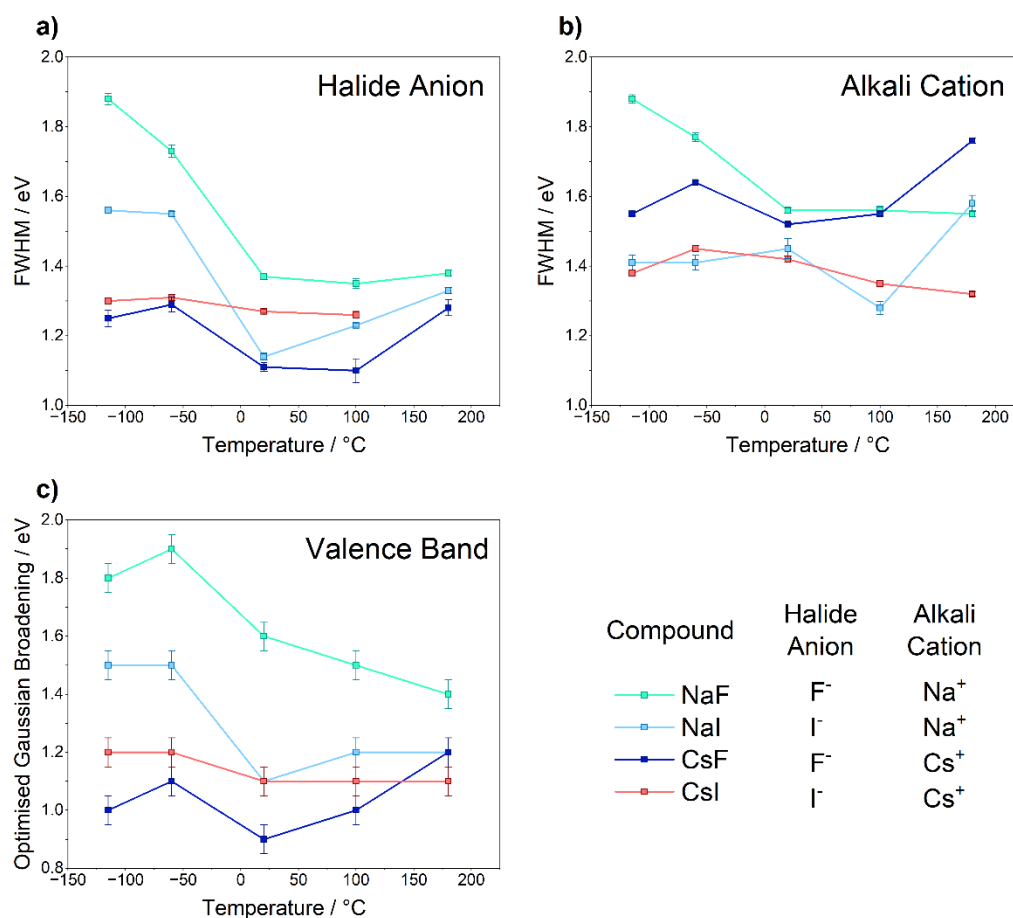 a)
Halide Anion
FWHM / eV
2.0
1.8
1.6
1.4
1.2
1.0
−150 −100 −50 0 50 100 150 200
Temperature / °C
b)
Alkali Cation
FWHM / eV
2.0
1.8
1.6
1.4
1.2
1.0
−150 −100 −50 0 50 100 150 200
Temperature / °C
c)
Valence Band
Optimised Gaussian Broadening / eV
2.0
1.8
1.6
1.4
1.2
1.0
0.8
−150 −100 −50 0 50 100 150 200
Temperature / °C
Compound Halide Anion Alkali Cation
NaF F⁻ Na⁺
NaI I⁻ Na⁺
CsF F⁻ Cs⁺
CsI I⁻ Cs⁺